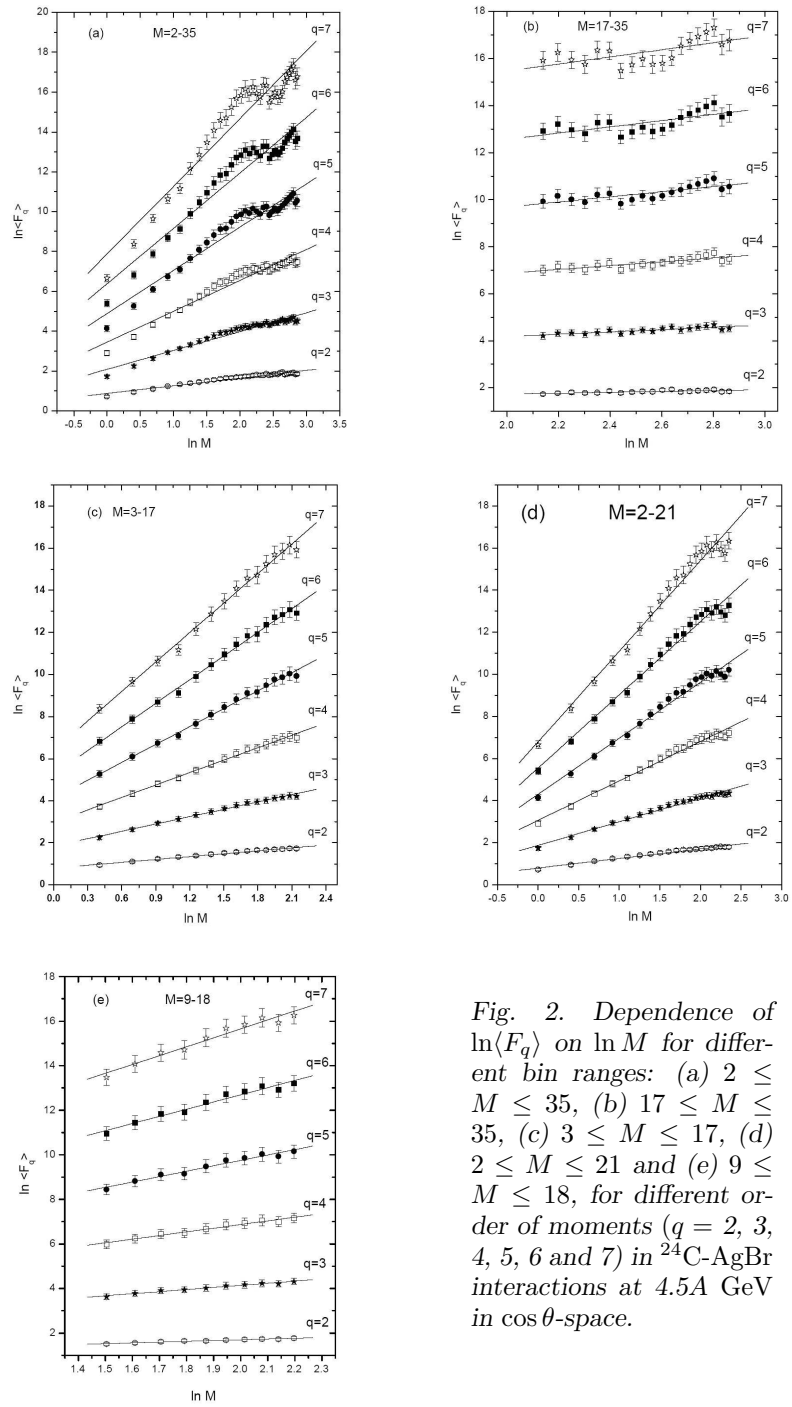 (a) M=2-35
q=7
q=6
q=5
q=4
q=3
q=2
20
18
16
14
12
10
8
6
4
2
0
ln<F_q>
-0.5 0.0 0.5 1.0 1.5 2.0 2.5 3.0 3.5
ln M
(b) M=17-35
q=7
q=6
q=5
q=4
q=3
q=2
18
16
14
12
10
8
6
4
2
ln <F_q>
2.0 2.2 2.4 2.6 2.8 3.0
ln M
(c) M=3-17
q=7
q=6
q=5
q=4
q=3
q=2
18
16
14
12
10
8
6
4
2
0
ln <F_q>
0.0 0.3 0.6 0.9 1.2 1.5 1.8 2.1 2.4
ln M
(d) M=2-21
q=7
q=6
q=5
q=4
q=3
q=2
18
16
14
12
10
8
6
4
2
0
ln <F_q>
-0.5 0.0 0.5 1.0 1.5 2.0 2.5 3.0
ln M
(e) M=9-18
q=7
q=6
q=5
q=4
q=3
q=2
18
16
14
12
10
8
6
4
2
ln <F_q>
1.4 1.5 1.6 1.7 1.8 1.9 2.0 2.1 2.2 2.3 2.4
ln M
Fig. 2. Dependence of
ln⟨F_q⟩ on ln M for differ-
ent bin ranges: (a) 2 ≤
M ≤ 35, (b) 17 ≤ M ≤
35, (c) 3 ≤ M ≤ 17, (d)
2 ≤ M ≤ 21 and (e) 9 ≤
M ≤ 18, for different or-
der of moments (q = 2, 3,
4, 5, 6 and 7) in ²⁴C-AgBr
interactions at 4.5A GeV
in cos θ-space.